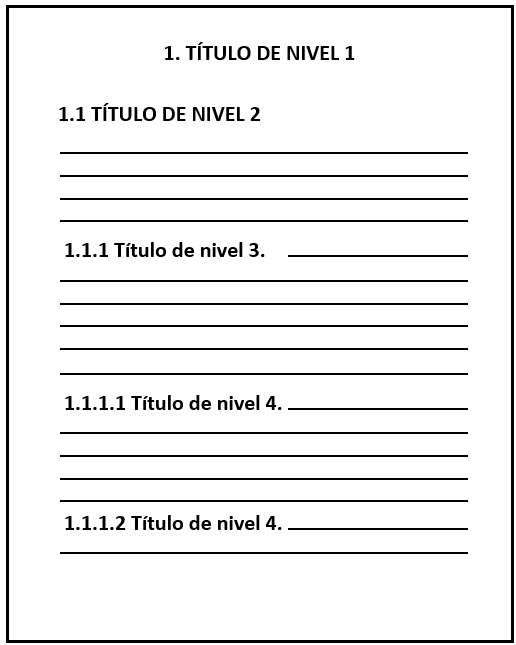 1. TÍTULO DE NIVEL 1
1.1 TÍTULO DE NIVEL 2
1.1.1 Título de nivel 3.
1.1.1.1 Título de nivel 4.
1.1.1.2 Título de nivel 4.